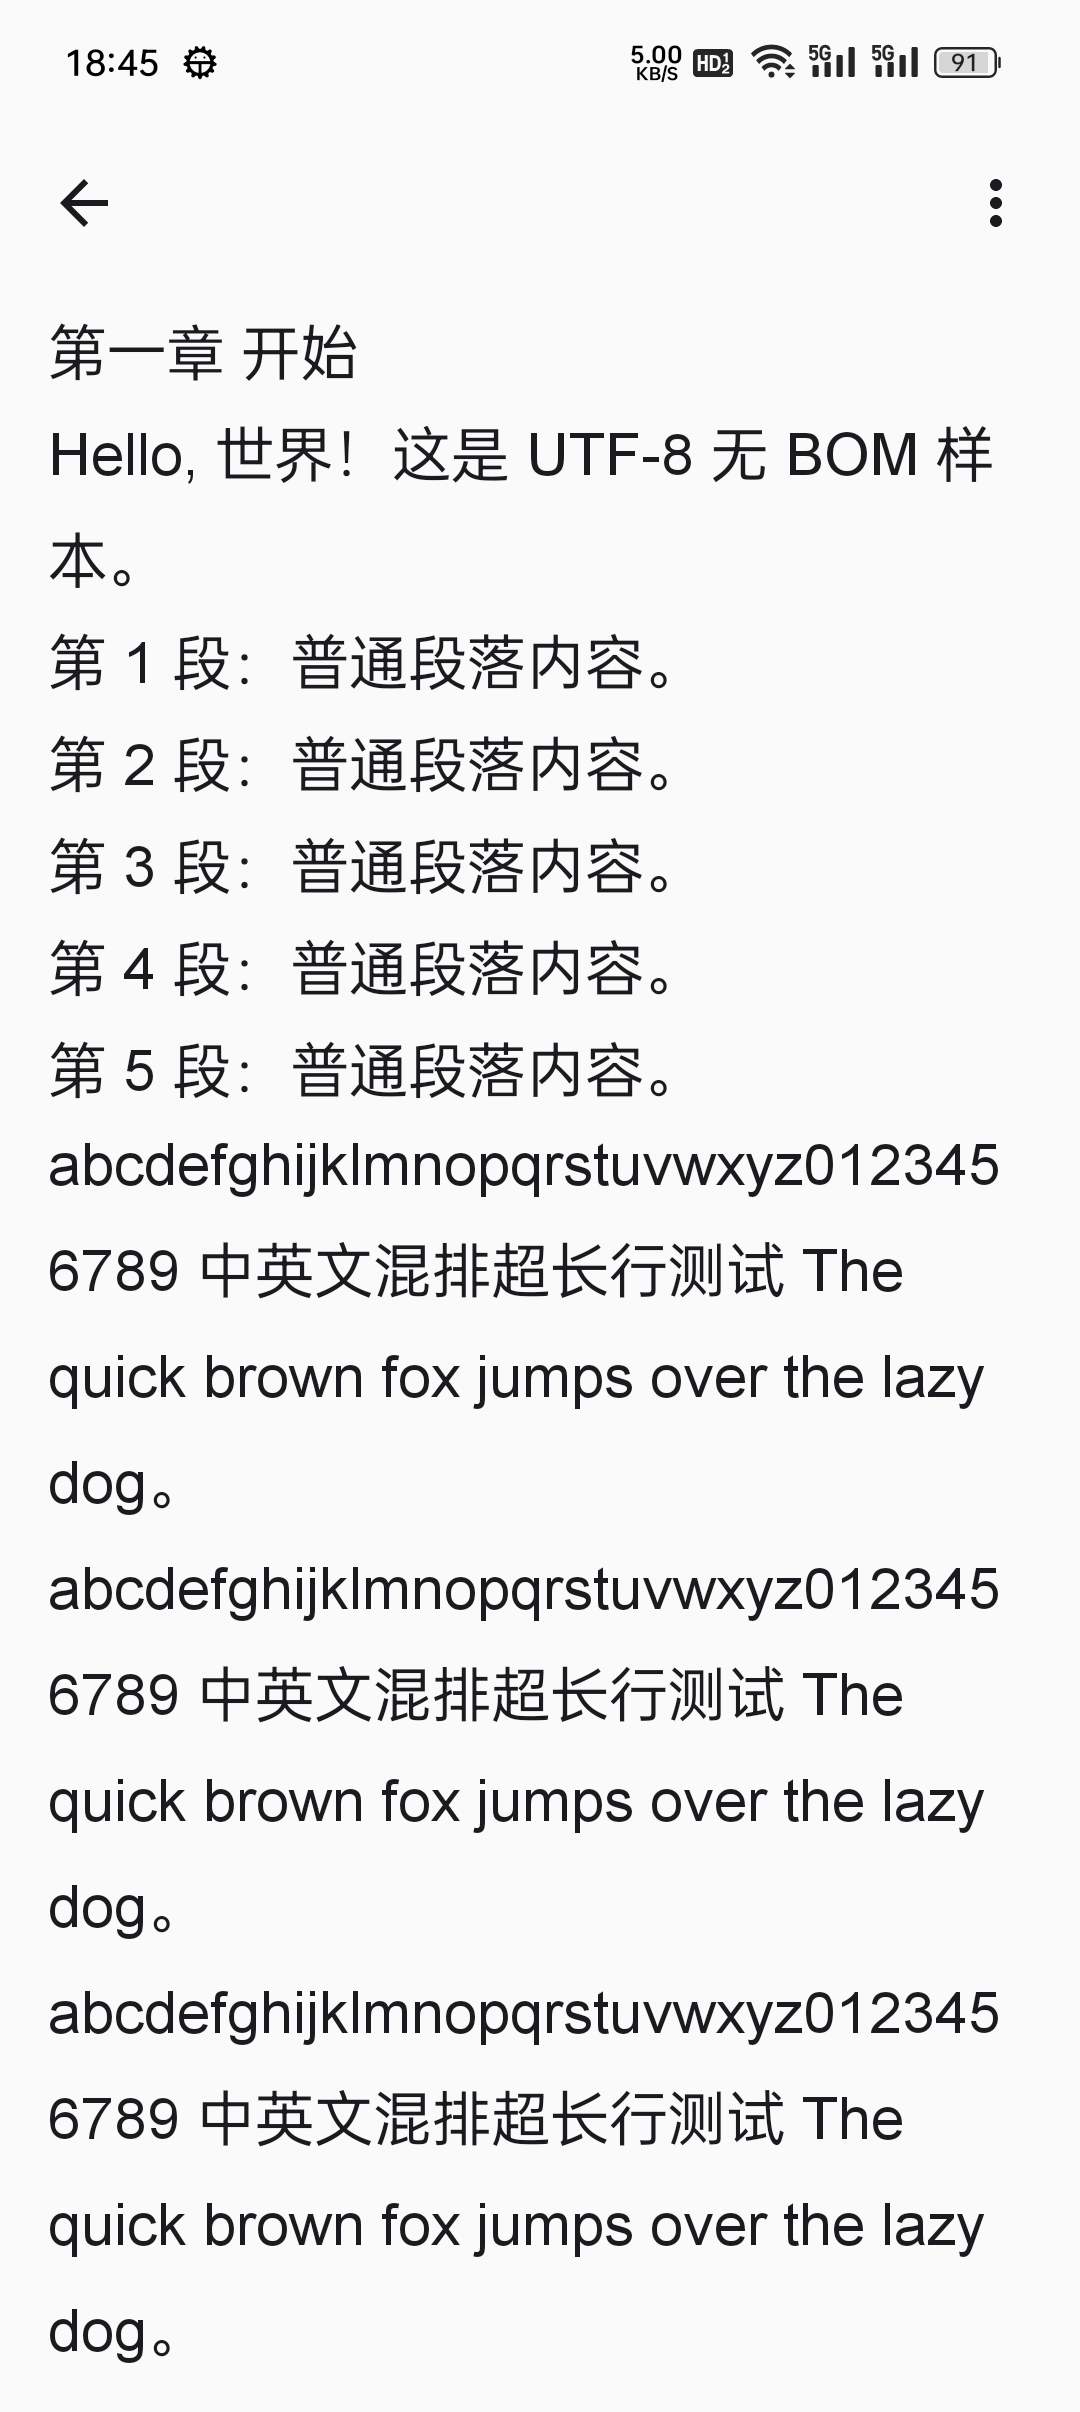 18:45 5.00 KB/S HD 1 2 5G 5G 91
第一章 开始
Hello, 世界！这是 UTF-8 无 BOM 样
本。
第 1 段：普通段落内容。
第 2 段：普通段落内容。
第 3 段：普通段落内容。
第 4 段：普通段落内容。
第 5 段：普通段落内容。
abcdefghijklmnopqrstuvwxyz012345
6789 中英文混排超长行测试 The
quick brown fox jumps over the lazy
dog。
abcdefghijklmnopqrstuvwxyz012345
6789 中英文混排超长行测试 The
quick brown fox jumps over the lazy
dog。
abcdefghijklmnopqrstuvwxyz012345
6789 中英文混排超长行测试 The
quick brown fox jumps over the lazy
dog。